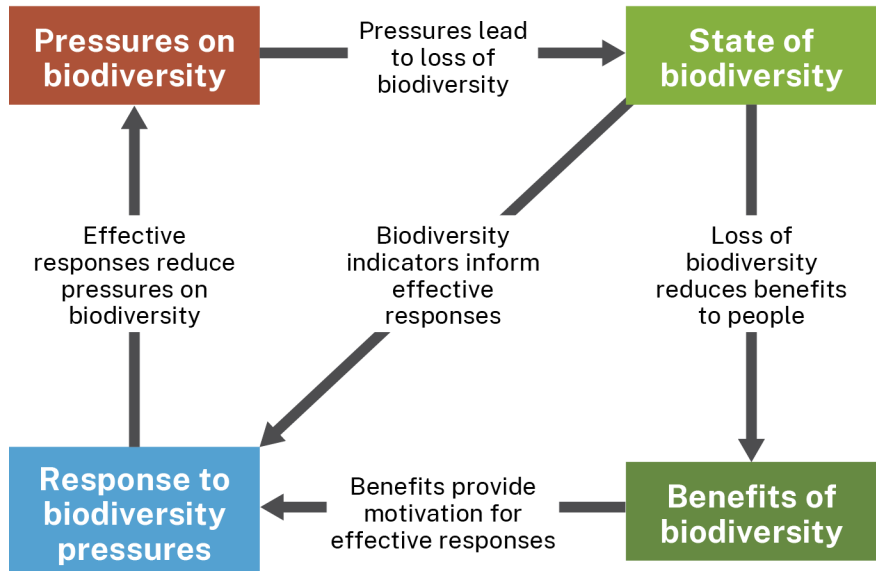 Pressures on
biodiversity
Pressures lead
to loss of
biodiversity
State of
biodiversity
Effective
responses reduce
pressures on
biodiversity
Biodiversity
indicators inform
effective
responses
Loss of
biodiversity
reduces benefits
to people
Response to
biodiversity
pressures
Benefits provide
motivation for
effective responses
Benefits of
biodiversity